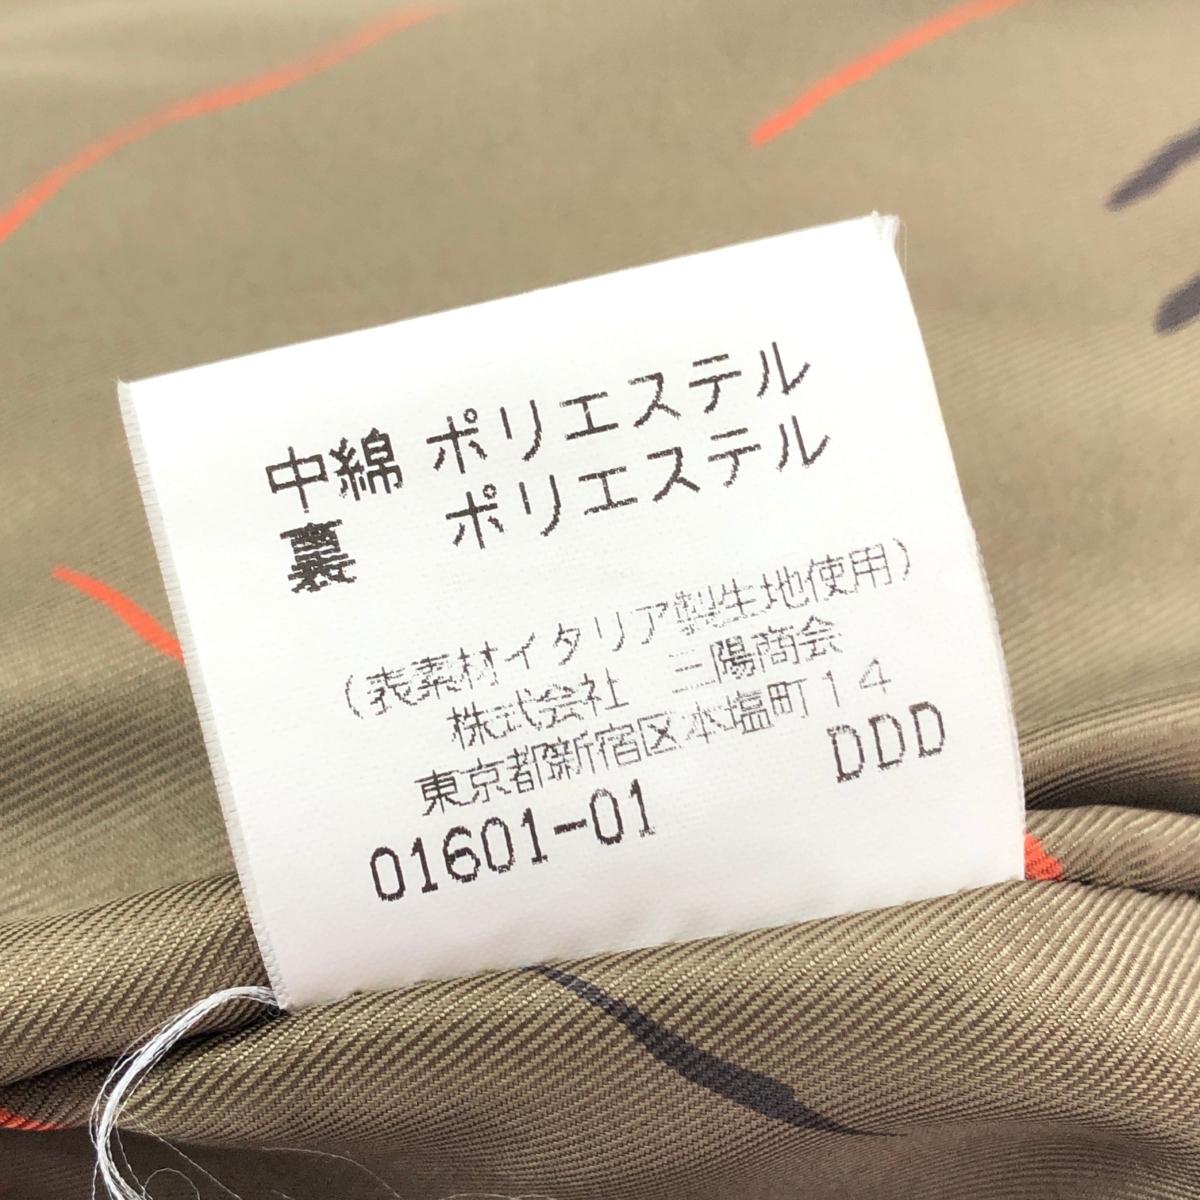 中綿 ポリエステル
裏 ポリエステル
(表素材イタリア製生地使用)
株式会社 三陽商会
東京都新宿区本塩町14
01601-01 DDD